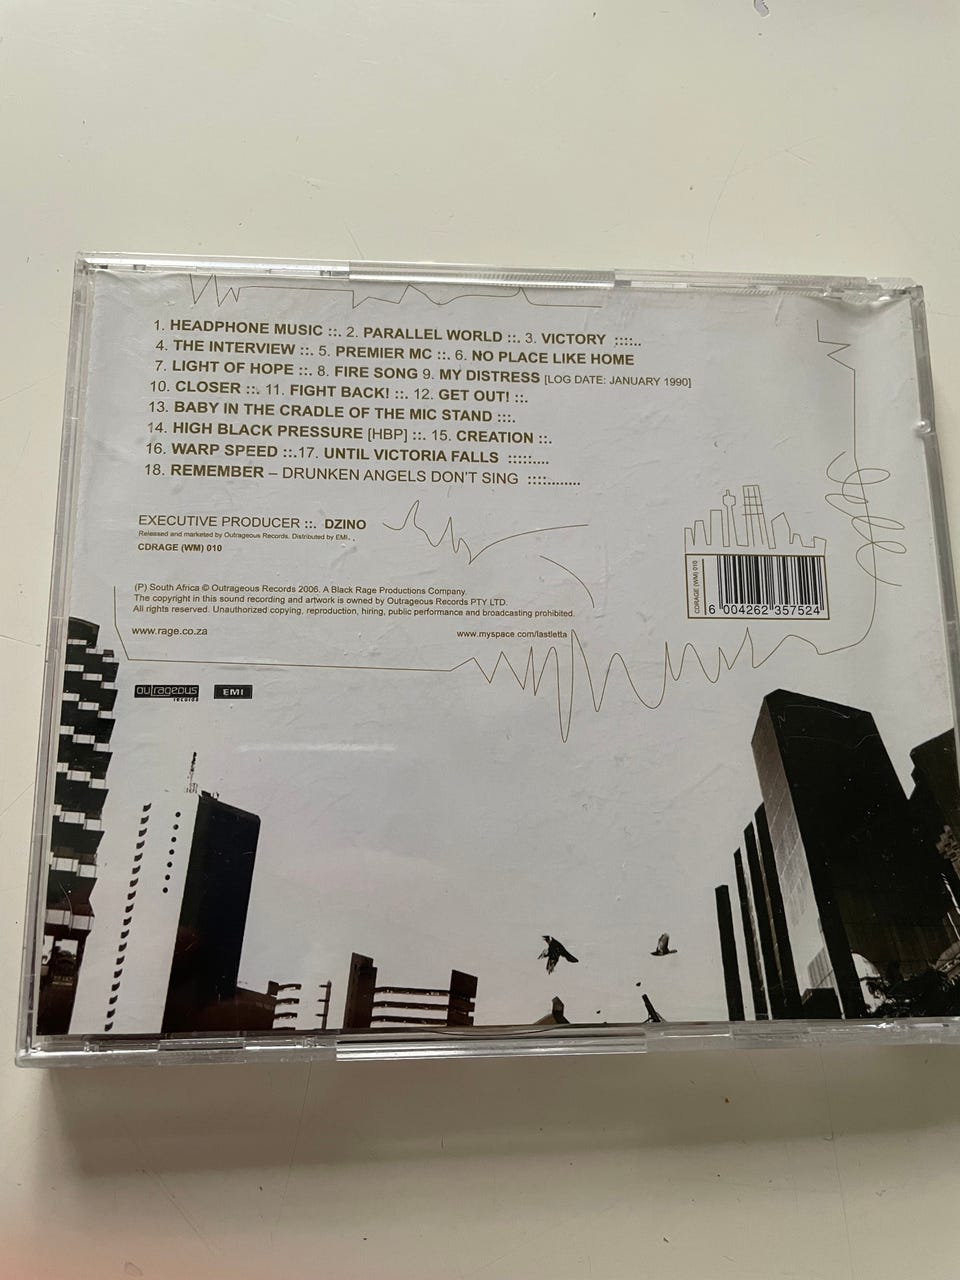 1. HEADPHONE MUSIC ::. 2. PARALLEL WORLD ::. 3. VICTORY ::::..
4. THE INTERVIEW ::. 5. PREMIER MC ::. 6. NO PLACE LIKE HOME
7. LIGHT OF HOPE ::. 8. FIRE SONG 9. MY DISTRESS [LOG DATE: JANUARY 1990]
10. CLOSER ::. 11. FIGHT BACK! ::. 12. GET OUT! ::.
13. BABY IN THE CRADLE OF THE MIC STAND :::.
14. HIGH BLACK PRESSURE [HBP] ::. 15. CREATION ::.
16. WARP SPEED ::.17. UNTIL VICTORIA FALLS :::::....
18. REMEMBER – DRUNKEN ANGELS DON'T SING ::::........
EXECUTIVE PRODUCER ::. DZINO
Released and marketed by Outrageous Records. Distributed by EMI.
CDRAGE (WM) 010
(P) South Africa © Outrageous Records 2006. A Black Rage Productions Company.
The copyright in this sound recording and artwork is owned by Outrageous Records PTY LTD.
All rights reserved. Unauthorized copying, reproduction, hiring, public performance and broadcasting prohibited.
www.rage.co.za www.myspace.com/lastletta
CDRAGE (WM) 010
6 004262 357524
outrageous
records
EMI